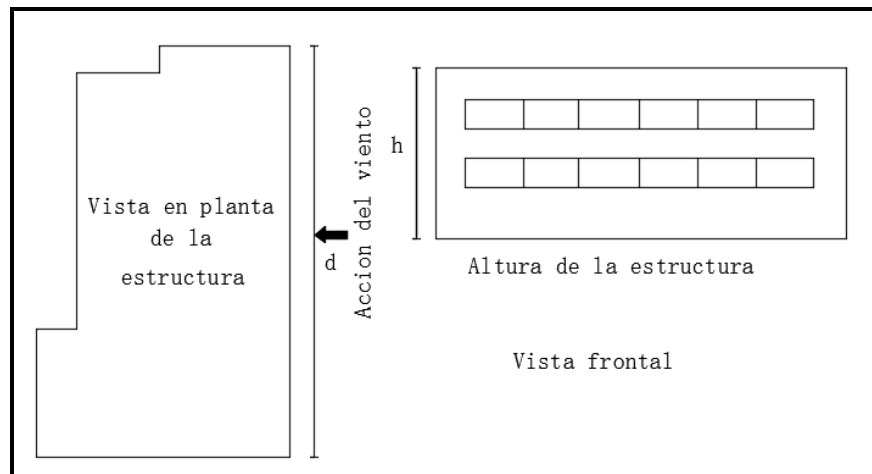 Vista en planta
de la
estructura
d
Accion del viento
h
Altura de la estructura
Vista frontal